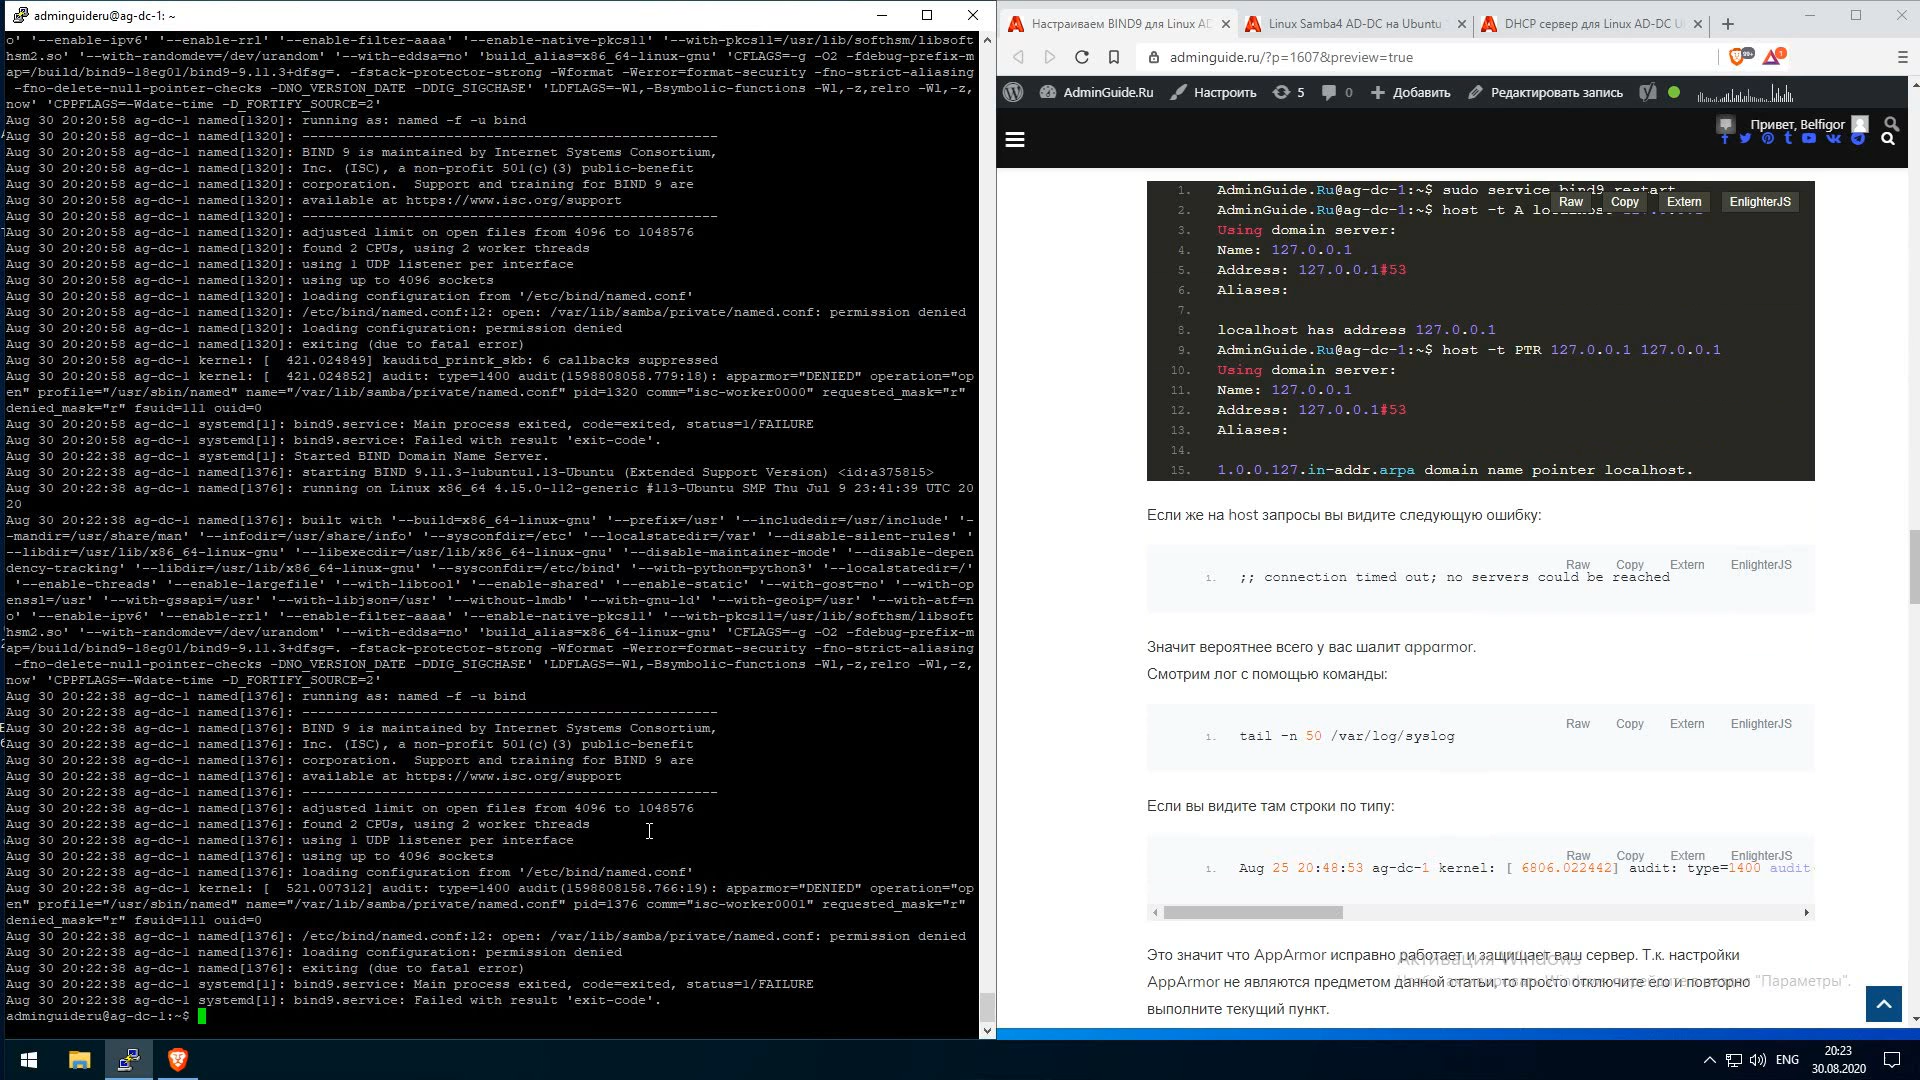 adminguideru@ag-dc-1: ~
o' '--enable-ipv6' '--enable-rrl' '--enable-filter-aaaa' '--enable-native-pkcs11' '--with-pkcs11=/usr/lib/softhsm/libsoft
hsm2.so' '--with-randomdev=/dev/urandom' '--with-eddsa=no' 'build_alias=x86_64-linux-gnu' 'CFLAGS=-g -O2 -fdebug-prefix-m
ap=/build/bind9-18eg01/bind9-9.11.3+dfsg=. -fstack-protector-strong -Wformat -Werror=format-security -fno-strict-aliasing
-fno-delete-null-pointer-checks -DNO_VERSION_DATE -DDIG_SIGCHASE' 'LDFLAGS=-Wl,-Bsymbolic-functions -Wl,-z,relro -Wl,-z,
now' 'CPPFLAGS=-Wdate-time -D_FORTIFY_SOURCE=2'
Aug 30 20:20:58 ag-dc-1 named[1320]: running as: named -f -u bind
Aug 30 20:20:58 ag-dc-1 named[1320]: ----------------------------------------------------
Aug 30 20:20:58 ag-dc-1 named[1320]: BIND 9 is maintained by Internet Systems Consortium,
Aug 30 20:20:58 ag-dc-1 named[1320]: Inc. (ISC), a non-profit 501(c)(3) public-benefit
Aug 30 20:20:58 ag-dc-1 named[1320]: corporation.  Support and training for BIND 9 are
Aug 30 20:20:58 ag-dc-1 named[1320]: available at https://www.isc.org/support
Aug 30 20:20:58 ag-dc-1 named[1320]: ----------------------------------------------------
Aug 30 20:20:58 ag-dc-1 named[1320]: adjusted limit on open files from 4096 to 1048576
Aug 30 20:20:58 ag-dc-1 named[1320]: found 2 CPUs, using 2 worker threads
Aug 30 20:20:58 ag-dc-1 named[1320]: using 1 UDP listener per interface
Aug 30 20:20:58 ag-dc-1 named[1320]: using up to 4096 sockets
Aug 30 20:20:58 ag-dc-1 named[1320]: loading configuration from '/etc/bind/named.conf'
Aug 30 20:20:58 ag-dc-1 named[1320]: /etc/bind/named.conf:12: open: /var/lib/samba/private/named.conf: permission denied
Aug 30 20:20:58 ag-dc-1 named[1320]: loading configuration: permission denied
Aug 30 20:20:58 ag-dc-1 named[1320]: exiting (due to fatal error)
Aug 30 20:20:58 ag-dc-1 kernel: [  421.024849] kauditd_printk_skb: 6 callbacks suppressed
Aug 30 20:20:58 ag-dc-1 kernel: [  421.024852] audit: type=1400 audit(1598808058.779:18): apparmor="DENIED" operation="op
en" profile="/usr/sbin/named" name="/var/lib/samba/private/named.conf" pid=1320 comm="isc-worker0000" requested_mask="r"
denied_mask="r" fsuid=111 ouid=0
Aug 30 20:20:58 ag-dc-1 systemd[1]: bind9.service: Main process exited, code=exited, status=1/FAILURE
Aug 30 20:20:58 ag-dc-1 systemd[1]: bind9.service: Failed with result 'exit-code'.
Aug 30 20:22:38 ag-dc-1 systemd[1]: Started BIND Domain Name Server.
Aug 30 20:22:38 ag-dc-1 named[1376]: starting BIND 9.11.3-1ubuntu1.13-Ubuntu (Extended Support Version) <id:a375815>
Aug 30 20:22:38 ag-dc-1 named[1376]: running on Linux x86_64 4.15.0-112-generic #113-Ubuntu SMP Thu Jul 9 23:41:39 UTC 20
20
Aug 30 20:22:38 ag-dc-1 named[1376]: built with '--build=x86_64-linux-gnu' '--prefix=/usr' '--includedir=/usr/include' '-
-mandir=/usr/share/man' '--infodir=/usr/share/info' '--sysconfdir=/etc' '--localstatedir=/var' '--disable-silent-rules' '
--libdir=/usr/lib/x86_64-linux-gnu' '--libexecdir=/usr/lib/x86_64-linux-gnu' '--disable-maintainer-mode' '--disable-depen
dency-tracking' '--libdir=/usr/lib/x86_64-linux-gnu' '--sysconfdir=/etc/bind' '--with-python=python3' '--localstatedir=/'
'--enable-threads' '--enable-largefile' '--with-libtool' '--enable-shared' '--enable-static' '--with-gost=no' '--with-op
enssl=/usr' '--with-gssapi=/usr' '--with-libjson=/usr' '--without-lmdb' '--with-gnu-ld' '--with-geoip=/usr' '--with-atf=n
o' '--enable-ipv6' '--enable-rrl' '--enable-filter-aaaa' '--enable-native-pkcs11' '--with-pkcs11=/usr/lib/softhsm/libsoft
hsm2.so' '--with-randomdev=/dev/urandom' '--with-eddsa=no' 'build_alias=x86_64-linux-gnu' 'CFLAGS=-g -O2 -fdebug-prefix-m
ap=/build/bind9-18eg01/bind9-9.11.3+dfsg=. -fstack-protector-strong -Wformat -Werror=format-security -fno-strict-aliasing
-fno-delete-null-pointer-checks -DNO_VERSION_DATE -DDIG_SIGCHASE' 'LDFLAGS=-Wl,-Bsymbolic-functions -Wl,-z,relro -Wl,-z,
now' 'CPPFLAGS=-Wdate-time -D_FORTIFY_SOURCE=2'
Aug 30 20:22:38 ag-dc-1 named[1376]: running as: named -f -u bind
Aug 30 20:22:38 ag-dc-1 named[1376]: ----------------------------------------------------
Aug 30 20:22:38 ag-dc-1 named[1376]: BIND 9 is maintained by Internet Systems Consortium,
Aug 30 20:22:38 ag-dc-1 named[1376]: Inc. (ISC), a non-profit 501(c)(3) public-benefit
Aug 30 20:22:38 ag-dc-1 named[1376]: corporation.  Support and training for BIND 9 are
Aug 30 20:22:38 ag-dc-1 named[1376]: available at https://www.isc.org/support
Aug 30 20:22:38 ag-dc-1 named[1376]: ----------------------------------------------------
Aug 30 20:22:38 ag-dc-1 named[1376]: adjusted limit on open files from 4096 to 1048576
Aug 30 20:22:38 ag-dc-1 named[1376]: found 2 CPUs, using 2 worker threads
Aug 30 20:22:38 ag-dc-1 named[1376]: using 1 UDP listener per interface
Aug 30 20:22:38 ag-dc-1 named[1376]: using up to 4096 sockets
Aug 30 20:22:38 ag-dc-1 named[1376]: loading configuration from '/etc/bind/named.conf'
Aug 30 20:22:38 ag-dc-1 kernel: [  521.007312] audit: type=1400 audit(1598808158.766:19): apparmor="DENIED" operation="op
en" profile="/usr/sbin/named" name="/var/lib/samba/private/named.conf" pid=1376 comm="isc-worker0001" requested_mask="r"
denied_mask="r" fsuid=111 ouid=0
Aug 30 20:22:38 ag-dc-1 named[1376]: /etc/bind/named.conf:12: open: /var/lib/samba/private/named.conf: permission denied
Aug 30 20:22:38 ag-dc-1 named[1376]: loading configuration: permission denied
Aug 30 20:22:38 ag-dc-1 named[1376]: exiting (due to fatal error)
Aug 30 20:22:38 ag-dc-1 systemd[1]: bind9.service: Main process exited, code=exited, status=1/FAILURE
Aug 30 20:22:38 ag-dc-1 systemd[1]: bind9.service: Failed with result 'exit-code'.
adminguideru@ag-dc-1:~$
Настраиваем BIND9 для Linux AD
Linux Samba4 AD-DC на Ubuntu
DHCP сервер для Linux AD-DC U
adminguide.ru/?p=1607&preview=true
AdminGuide.Ru Настроить 5 0 Добавить Редактировать запись
Привет, Belfigor
Raw Copy Extern EnlighterJS
1. AdminGuide.Ru@ag-dc-1:~$ sudo service bind9 restart
2. AdminGuide.Ru@ag-dc-1:~$ host -t A
3. Using domain server:
4. Name: 127.0.0.1
5. Address: 127.0.0.1#53
6. Aliases:
7.
8. localhost has address 127.0.0.1
9. AdminGuide.Ru@ag-dc-1:~$ host -t PTR 127.0.0.1 127.0.0.1
10. Using domain server:
11. Name: 127.0.0.1
12. Address: 127.0.0.1#53
13. Aliases:
14.
15. 1.0.0.127.in-addr.arpa domain name pointer localhost.
Если же на host запросы вы видите следующую ошибку:
Raw Copy Extern EnlighterJS
1. ;; connection timed out; no servers could be reached
Значит вероятнее всего у вас шалит apparmor.
Смотрим лог с помощью команды:
Raw Copy Extern EnlighterJS
1. tail -n 50 /var/log/syslog
Если вы видите там строки по типу:
Raw Copy Extern EnlighterJS
1. Aug 25 20:48:53 ag-dc-1 kernel: [ 6806.022442] audit: type=1400 audit
Это значит что AppArmor исправно работает и защищает ваш сервер. Т.к. настройки
Активация Windows
AppArmor не являются предметом данной статьи, то просто отключите его и повторно
"Параметры".
выполните текущий пункт.
ENG
20:23
30.08.2020